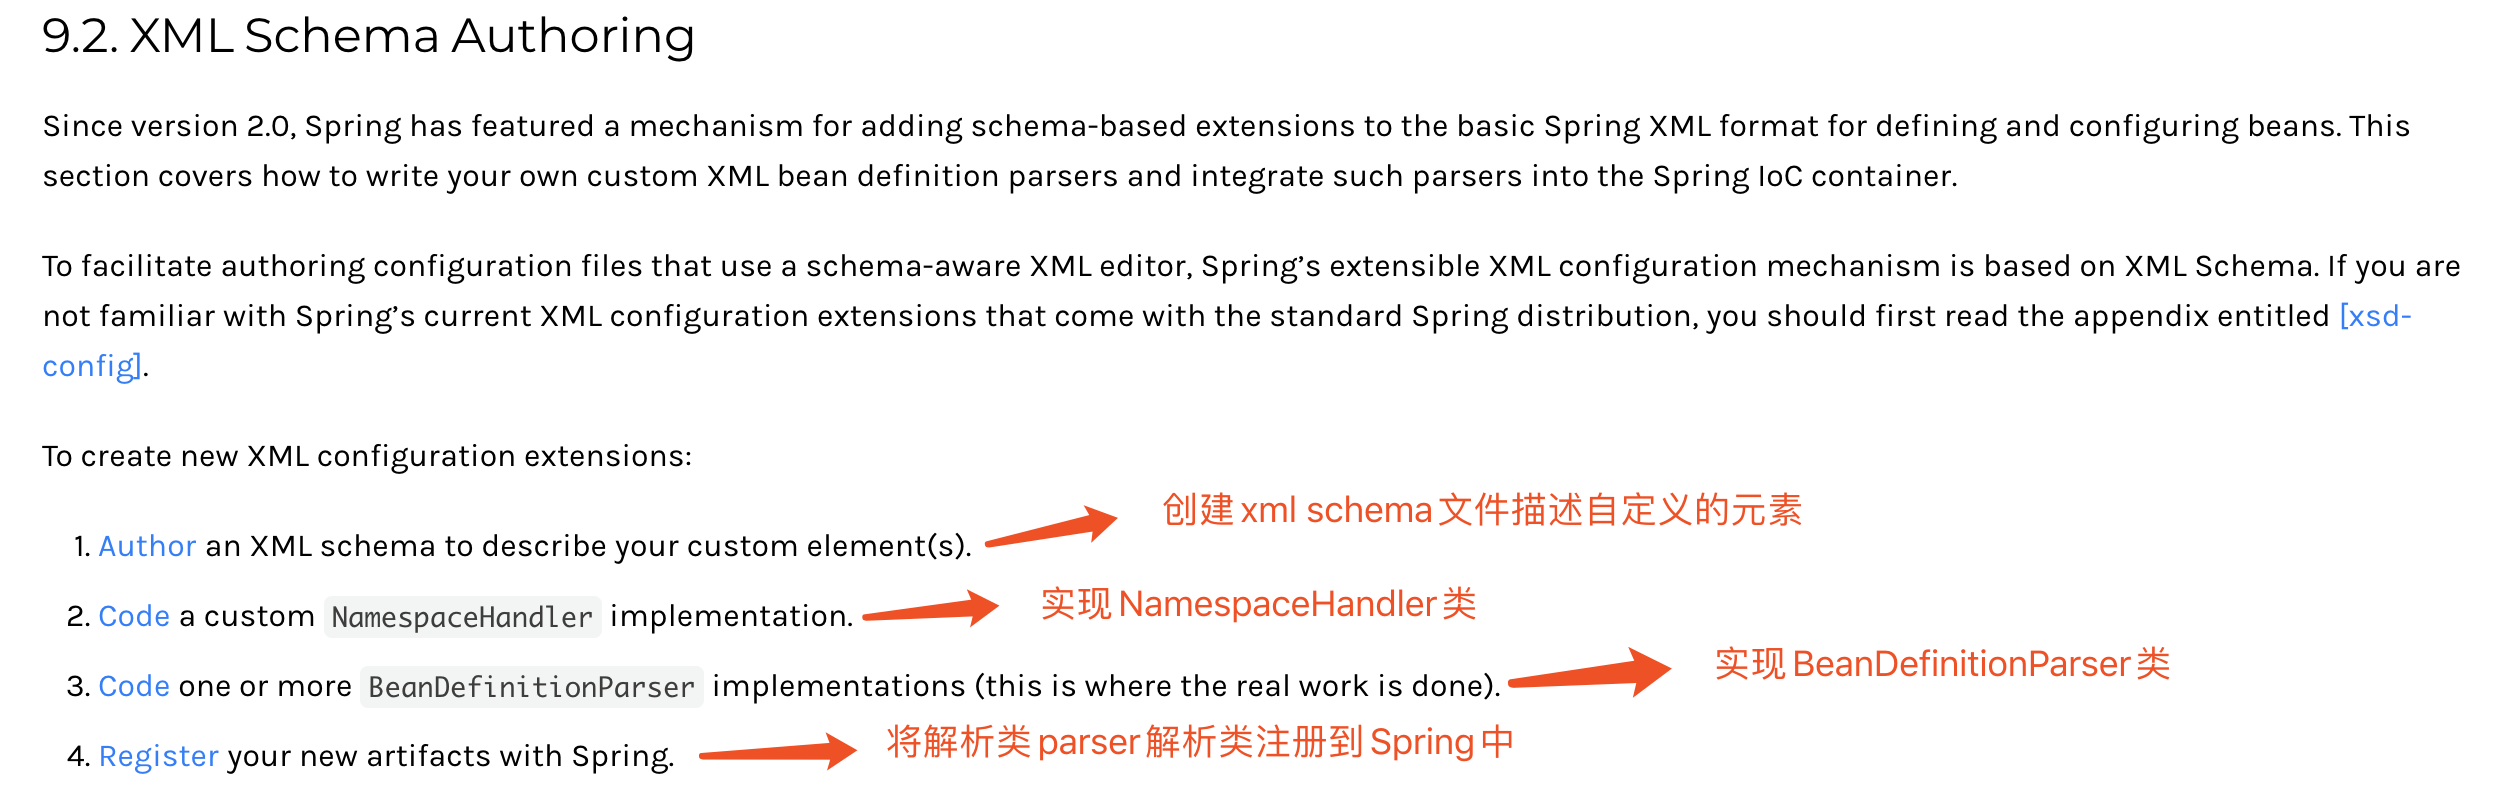 9.2. XML Schema Authoring
Since version 2.0, Spring has featured a mechanism for adding schema-based extensions to the basic Spring XML format for defining and configuring beans. This
section covers how to write your own custom XML bean definition parsers and integrate such parsers into the Spring IoC container.
To facilitate authoring configuration files that use a schema-aware XML editor, Spring’s extensible XML configuration mechanism is based on XML Schema. If you are
not familiar with Spring’s current XML configuration extensions that come with the standard Spring distribution, you should first read the appendix entitled [xsd-
config].
To create new XML configuration extensions:
创建 xml schema 文件描述自定义的元素
1. Author an XML schema to describe your custom element(s).
实现 NamespaceHandler 类
2. Code a custom NamespaceHandler implementation.
实现 BeanDefinitionParser 类
3. Code one or more BeanDefinitionParser implementations (this is where the real work is done).
将解析类 parser 解析类注册到 Spring 中
4. Register your new artifacts with Spring.